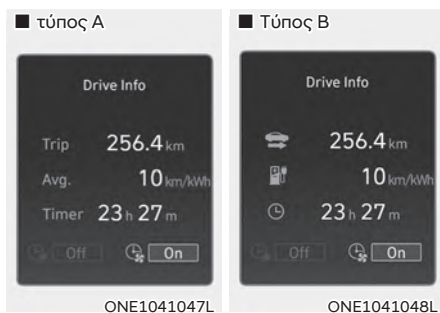 ■ τύπος A
Drive Info
Trip 256.4 km
Avg. 10 km/kWh
Timer 23 h 27 m
Off On
ONE1041047L
■ Τύπος B
Drive Info
256.4 km
10 km/kWh
23 h 27 m
Off On
ONE1041048L